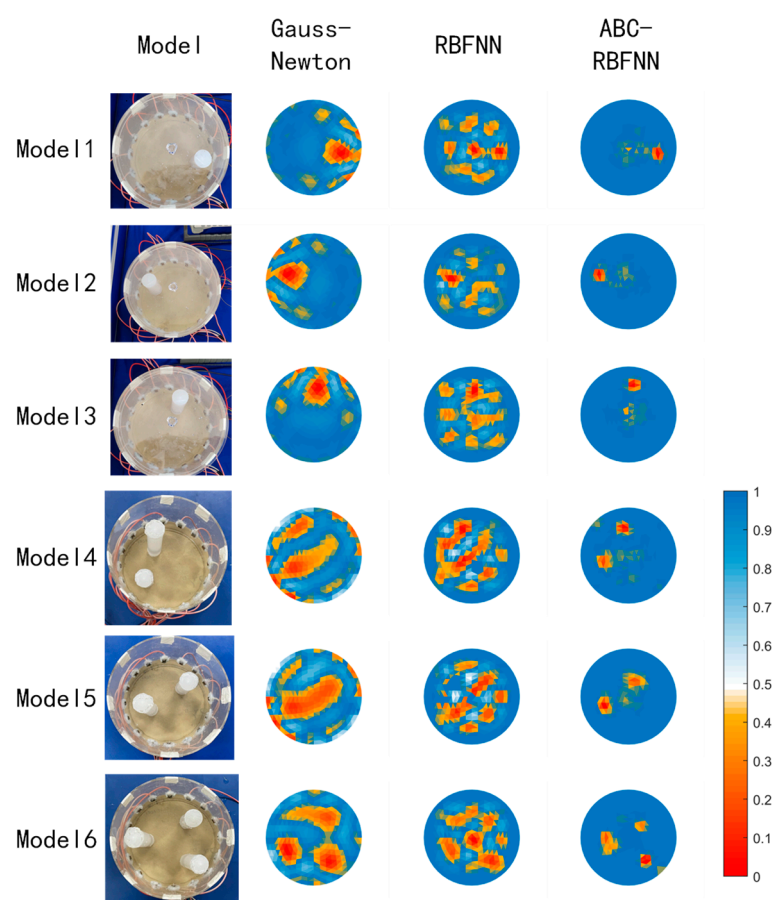 Model
Gauss-
Newton
RBFNN
ABC-
RBFNN
Model1
Model2
Model3
Model4
Model5
Model6
1
0.9
0.8
0.7
0.6
0.5
0.4
0.3
0.2
0.1
0